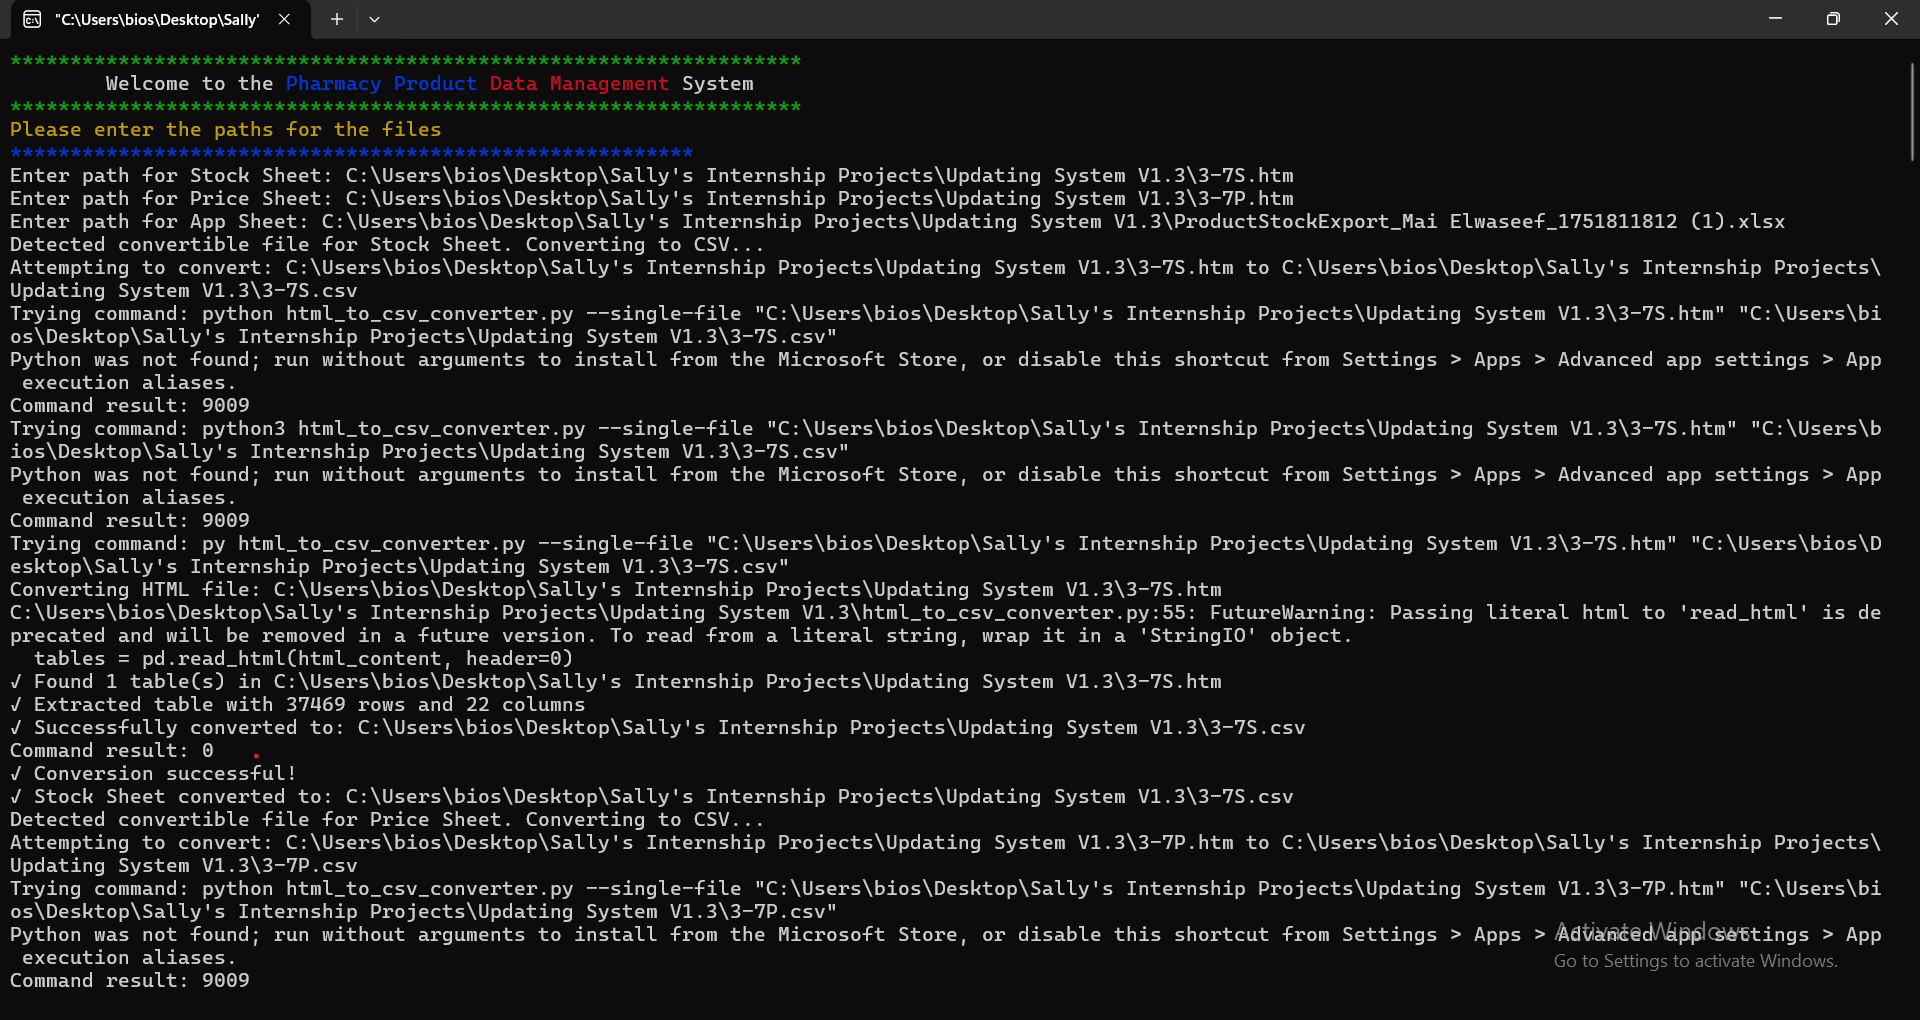 "C:\Users\bios\Desktop\Sally'
******************************************************************
Welcome to the Pharmacy Product Data Management System
******************************************************************
Please enter the paths for the files
*********************************************************
Enter path for Stock Sheet: C:\Users\bios\Desktop\Sally's Internship Projects\Updating System V1.3\3-7S.htm
Enter path for Price Sheet: C:\Users\bios\Desktop\Sally's Internship Projects\Updating System V1.3\3-7P.htm
Enter path for App Sheet: C:\Users\bios\Desktop\Sally's Internship Projects\Updating System V1.3\ProductStockExport_Mai Elwaseef_1751811812 (1).xlsx
Detected convertible file for Stock Sheet. Converting to CSV...
Attempting to convert: C:\Users\bios\Desktop\Sally's Internship Projects\Updating System V1.3\3-7S.htm to C:\Users\bios\Desktop\Sally's Internship Projects\
Updating System V1.3\3-7S.csv
Trying command: python html_to_csv_converter.py --single-file "C:\Users\bios\Desktop\Sally's Internship Projects\Updating System V1.3\3-7S.htm" "C:\Users\bi
os\Desktop\Sally's Internship Projects\Updating System V1.3\3-7S.csv"
Python was not found; run without arguments to install from the Microsoft Store, or disable this shortcut from Settings > Apps > Advanced app settings > App
execution aliases.
Command result: 9009
Trying command: python3 html_to_csv_converter.py --single-file "C:\Users\bios\Desktop\Sally's Internship Projects\Updating System V1.3\3-7S.htm" "C:\Users\b
ios\Desktop\Sally's Internship Projects\Updating System V1.3\3-7S.csv"
Python was not found; run without arguments to install from the Microsoft Store, or disable this shortcut from Settings > Apps > Advanced app settings > App
execution aliases.
Command result: 9009
Trying command: py html_to_csv_converter.py --single-file "C:\Users\bios\Desktop\Sally's Internship Projects\Updating System V1.3\3-7S.htm" "C:\Users\bios\D
esktop\Sally's Internship Projects\Updating System V1.3\3-7S.csv"
Converting HTML file: C:\Users\bios\Desktop\Sally's Internship Projects\Updating System V1.3\3-7S.htm
C:\Users\bios\Desktop\Sally's Internship Projects\Updating System V1.3\html_to_csv_converter.py:55: FutureWarning: Passing literal html to 'read_html' is de
precated and will be removed in a future version. To read from a literal string, wrap it in a 'StringIO' object.
tables = pd.read_html(html_content, header=0)
√ Found 1 table(s) in C:\Users\bios\Desktop\Sally's Internship Projects\Updating System V1.3\3-7S.htm
√ Extracted table with 37469 rows and 22 columns
√ Successfully converted to: C:\Users\bios\Desktop\Sally's Internship Projects\Updating System V1.3\3-7S.csv
Command result: 0
√ Conversion successful!
√ Stock Sheet converted to: C:\Users\bios\Desktop\Sally's Internship Projects\Updating System V1.3\3-7S.csv
Detected convertible file for Price Sheet. Converting to CSV...
Attempting to convert: C:\Users\bios\Desktop\Sally's Internship Projects\Updating System V1.3\3-7P.htm to C:\Users\bios\Desktop\Sally's Internship Projects\
Updating System V1.3\3-7P.csv
Trying command: python html_to_csv_converter.py --single-file "C:\Users\bios\Desktop\Sally's Internship Projects\Updating System V1.3\3-7P.htm" "C:\Users\bi
os\Desktop\Sally's Internship Projects\Updating System V1.3\3-7P.csv"
Python was not found; run without arguments to install from the Microsoft Store, or disable this shortcut from Settings > Apps > Advanced app settings > App
execution aliases.
Command result: 9009
Activate Windows
Go to Settings to activate Windows.